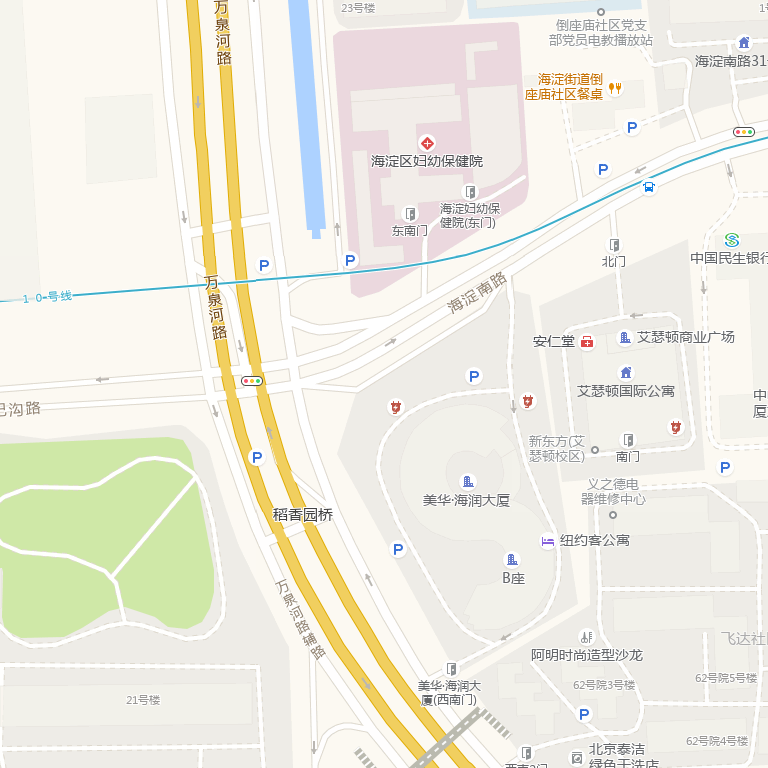 23号楼
万泉河路
倒座庙社区党支
部党员电教播放站
海淀南路31
海淀街道倒
座庙社区餐桌
P
P
海淀区妇幼保健院
海淀妇幼保
健院(东门)
东南门
P
P
北门
中国民生银行
10号线
万泉河路
海淀南路
安仁堂
艾瑟顿商业广场
艾瑟顿国际公寓
P
巴沟路
新东方(艾
瑟顿校区)
南门
P
P
美华·海润大厦
义之德电
器维修中心
稻香园桥
P
纽约客公寓
B座
万泉河路辅路
阿明时尚造型沙龙
飞达社
62号院3号楼
62号院5号楼
美华·海润大
厦(西南门)
21号楼
P
62号院4号楼
北京泰洁
绿色干洗店